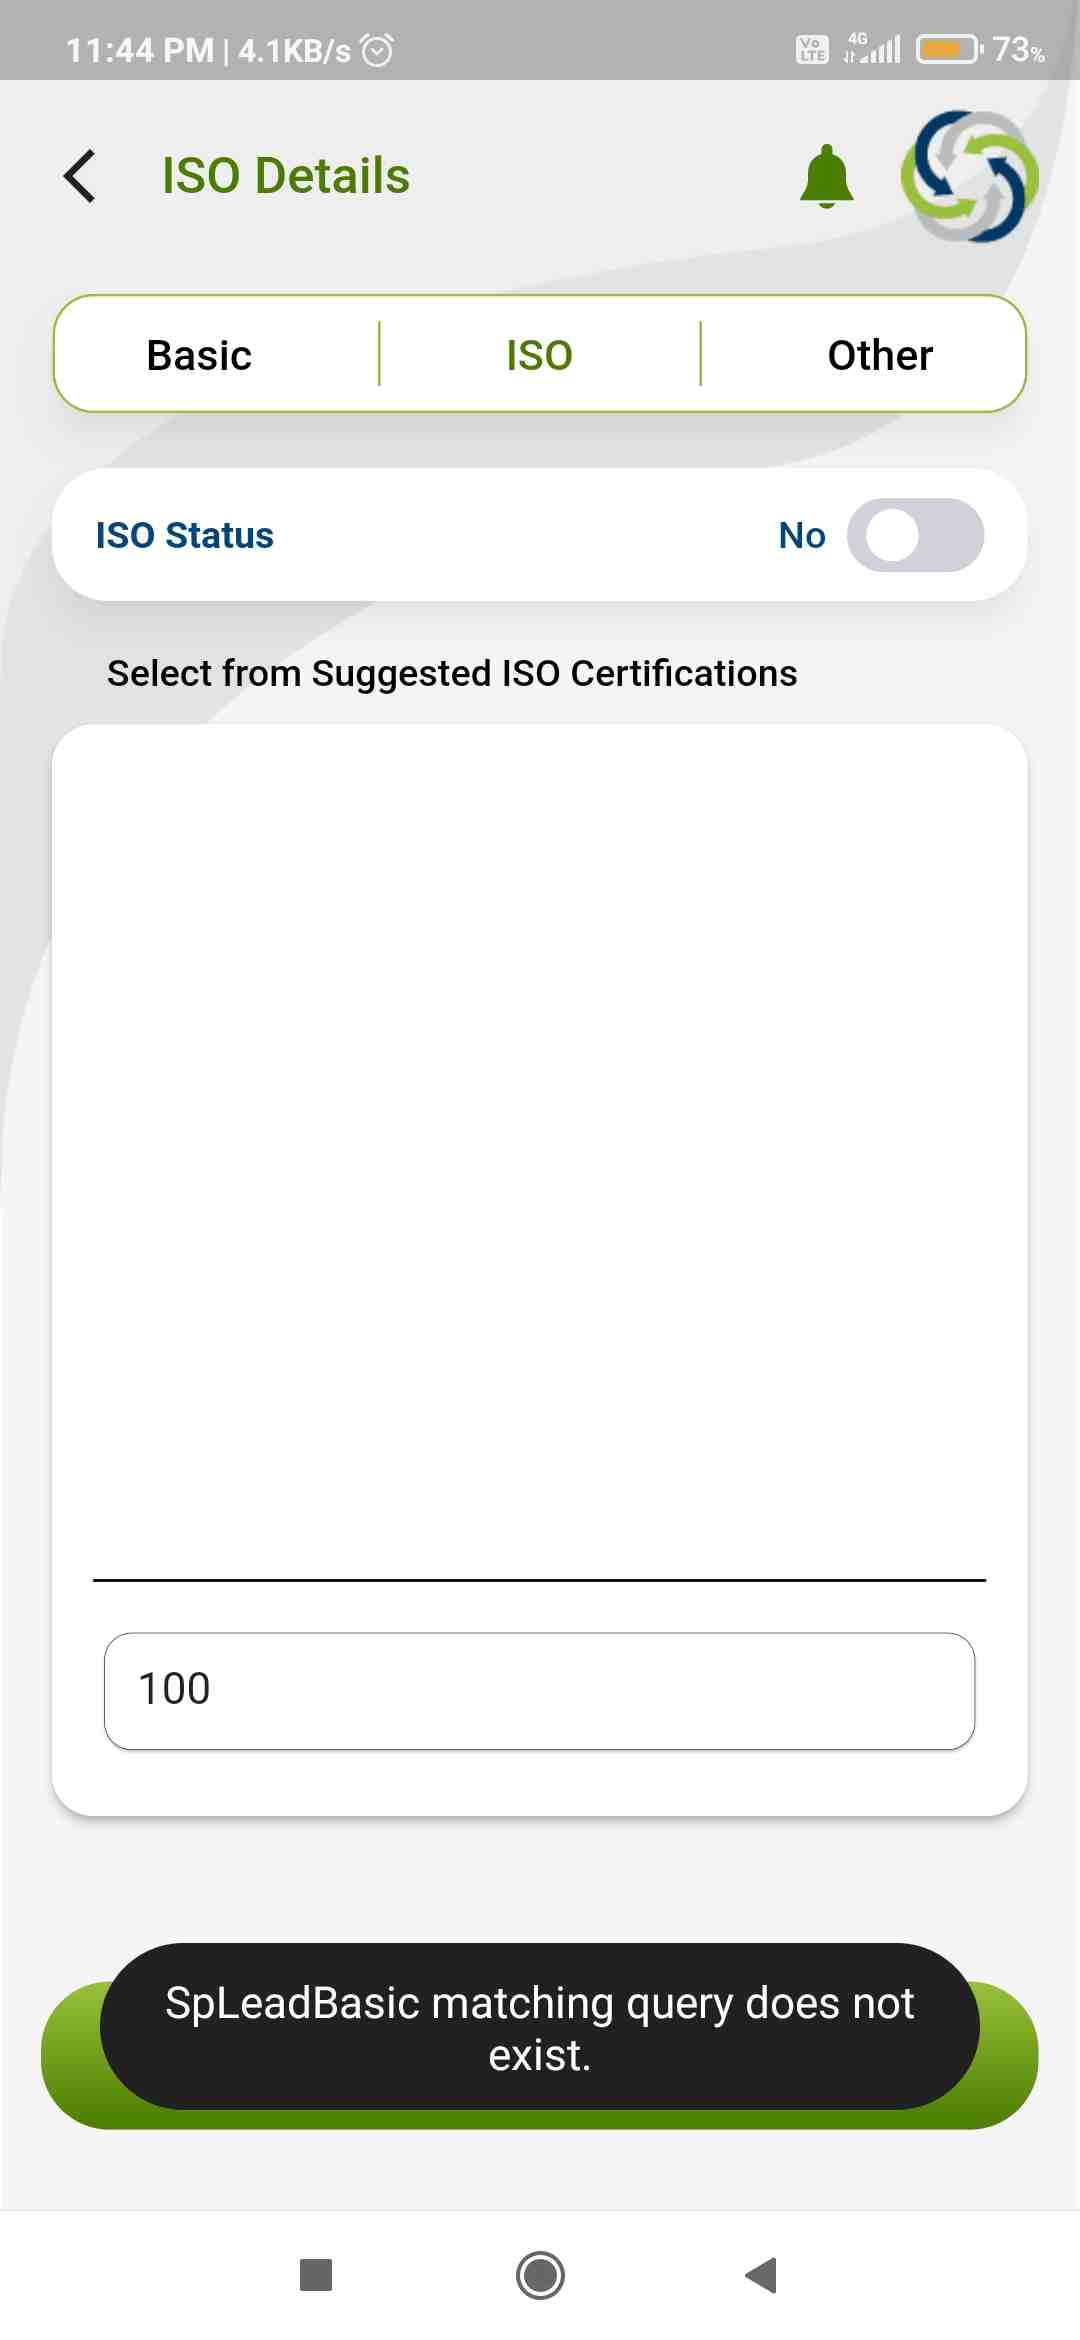 11:44 PM | 4.1KB/s Vo LTE 4G 73%
ISO Details
Basic ISO Other
ISO Status No
Select from Suggested ISO Certifications
100
SpLeadBasic matching query does not
exist.